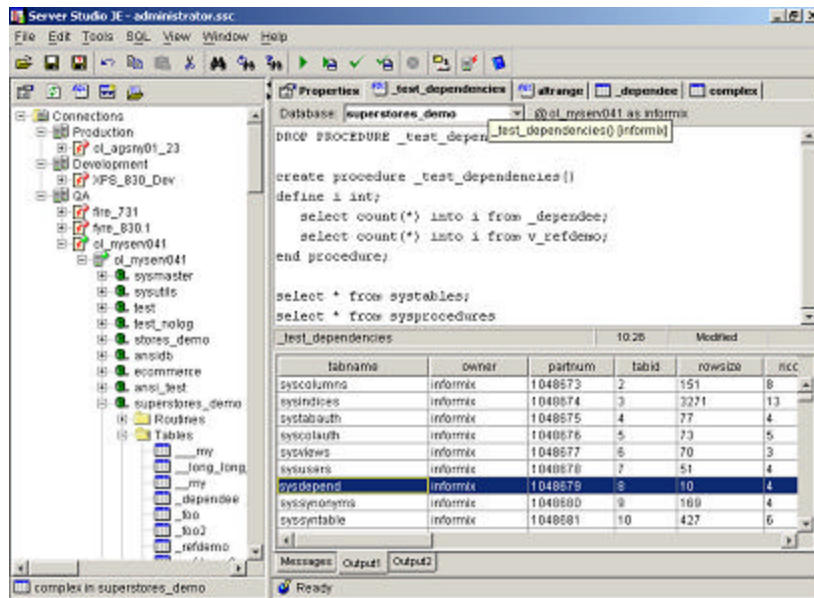 Server Studio JE - administrator.ssc
File Edit Tools SQL View Window Help
Properties _test_dependencies altrange _dependee complex
Database: superstores_demo @ol_nyserv041 as informix
_test_dependencies() [informix]
DROP PROCEDURE _test_depen
create procedure _test_dependencies()
define i int;
select count(*) into i from _dependee;
select count(*) into i from v_refdemo;
end procedure;
select * from systables;
select * from sysprocedures
_test_dependencies 10:26 Modified
Connections
Production
ol_agsny01_23
Development
XPS_830_Dev
QA
fire_731
fyre_830.1
ol_nyserv041
ol_nyserv041
sysmaster
sysutils
test
test_nolog
stores_demo
ansidb
ecommerce
ansi_test
superstores_demo
Routines
Tables
___my
__long_long_
__my
_dependee
_foo
_foo2
_refdemo
tabname owner partnum tabid rowsize ncc
syscolumns informix 1048673 2 151 8
sysindices informix 1048674 3 3271 13
systabauth informix 1048675 4 77 4
syscolauth informix 1048676 5 73 5
sysviews informix 1048677 6 70 3
sysusers informix 1048678 7 51 4
sysdepend informix 1048679 8 10 4
syssynonyms informix 1048680 9 169 4
syssyntable informix 1048681 10 427 6
Messages Output1 Output2
complex in superstores_demo
Ready